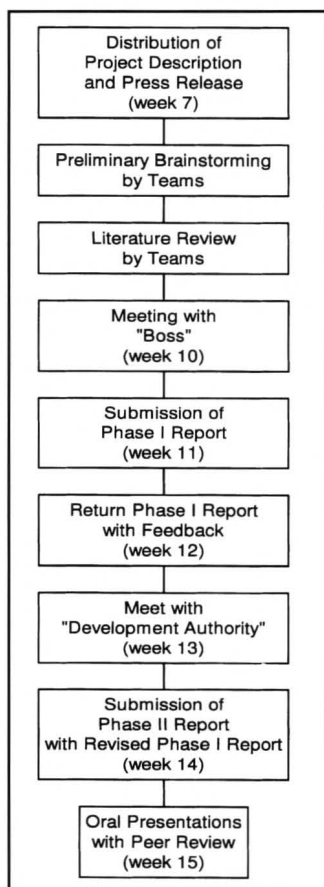 Distribution of
Project Description
and Press Release
(week 7)
Preliminary Brainstorming
by Teams
Literature Review
by Teams
Meeting with
"Boss"
(week 10)
Submission of
Phase I Report
(week 11)
Return Phase I Report
with Feedback
(week 12)
Meet with
"Development Authority"
(week 13)
Submission of
Phase II Report
with Revised Phase I Report
(week 14)
Oral Presentations
with Peer Review
(week 15)